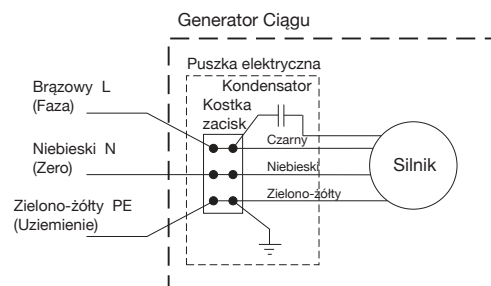 Generator Ciągu
Puszka elektryczna
Kondensator
Kostka
zacisk
Brązowy L
(Faza)
Czarny
Niebieski N
(Zero)
Niebieski
Silnik
Zielono-żółty
Zielono-żółty PE
(Uziemienie)